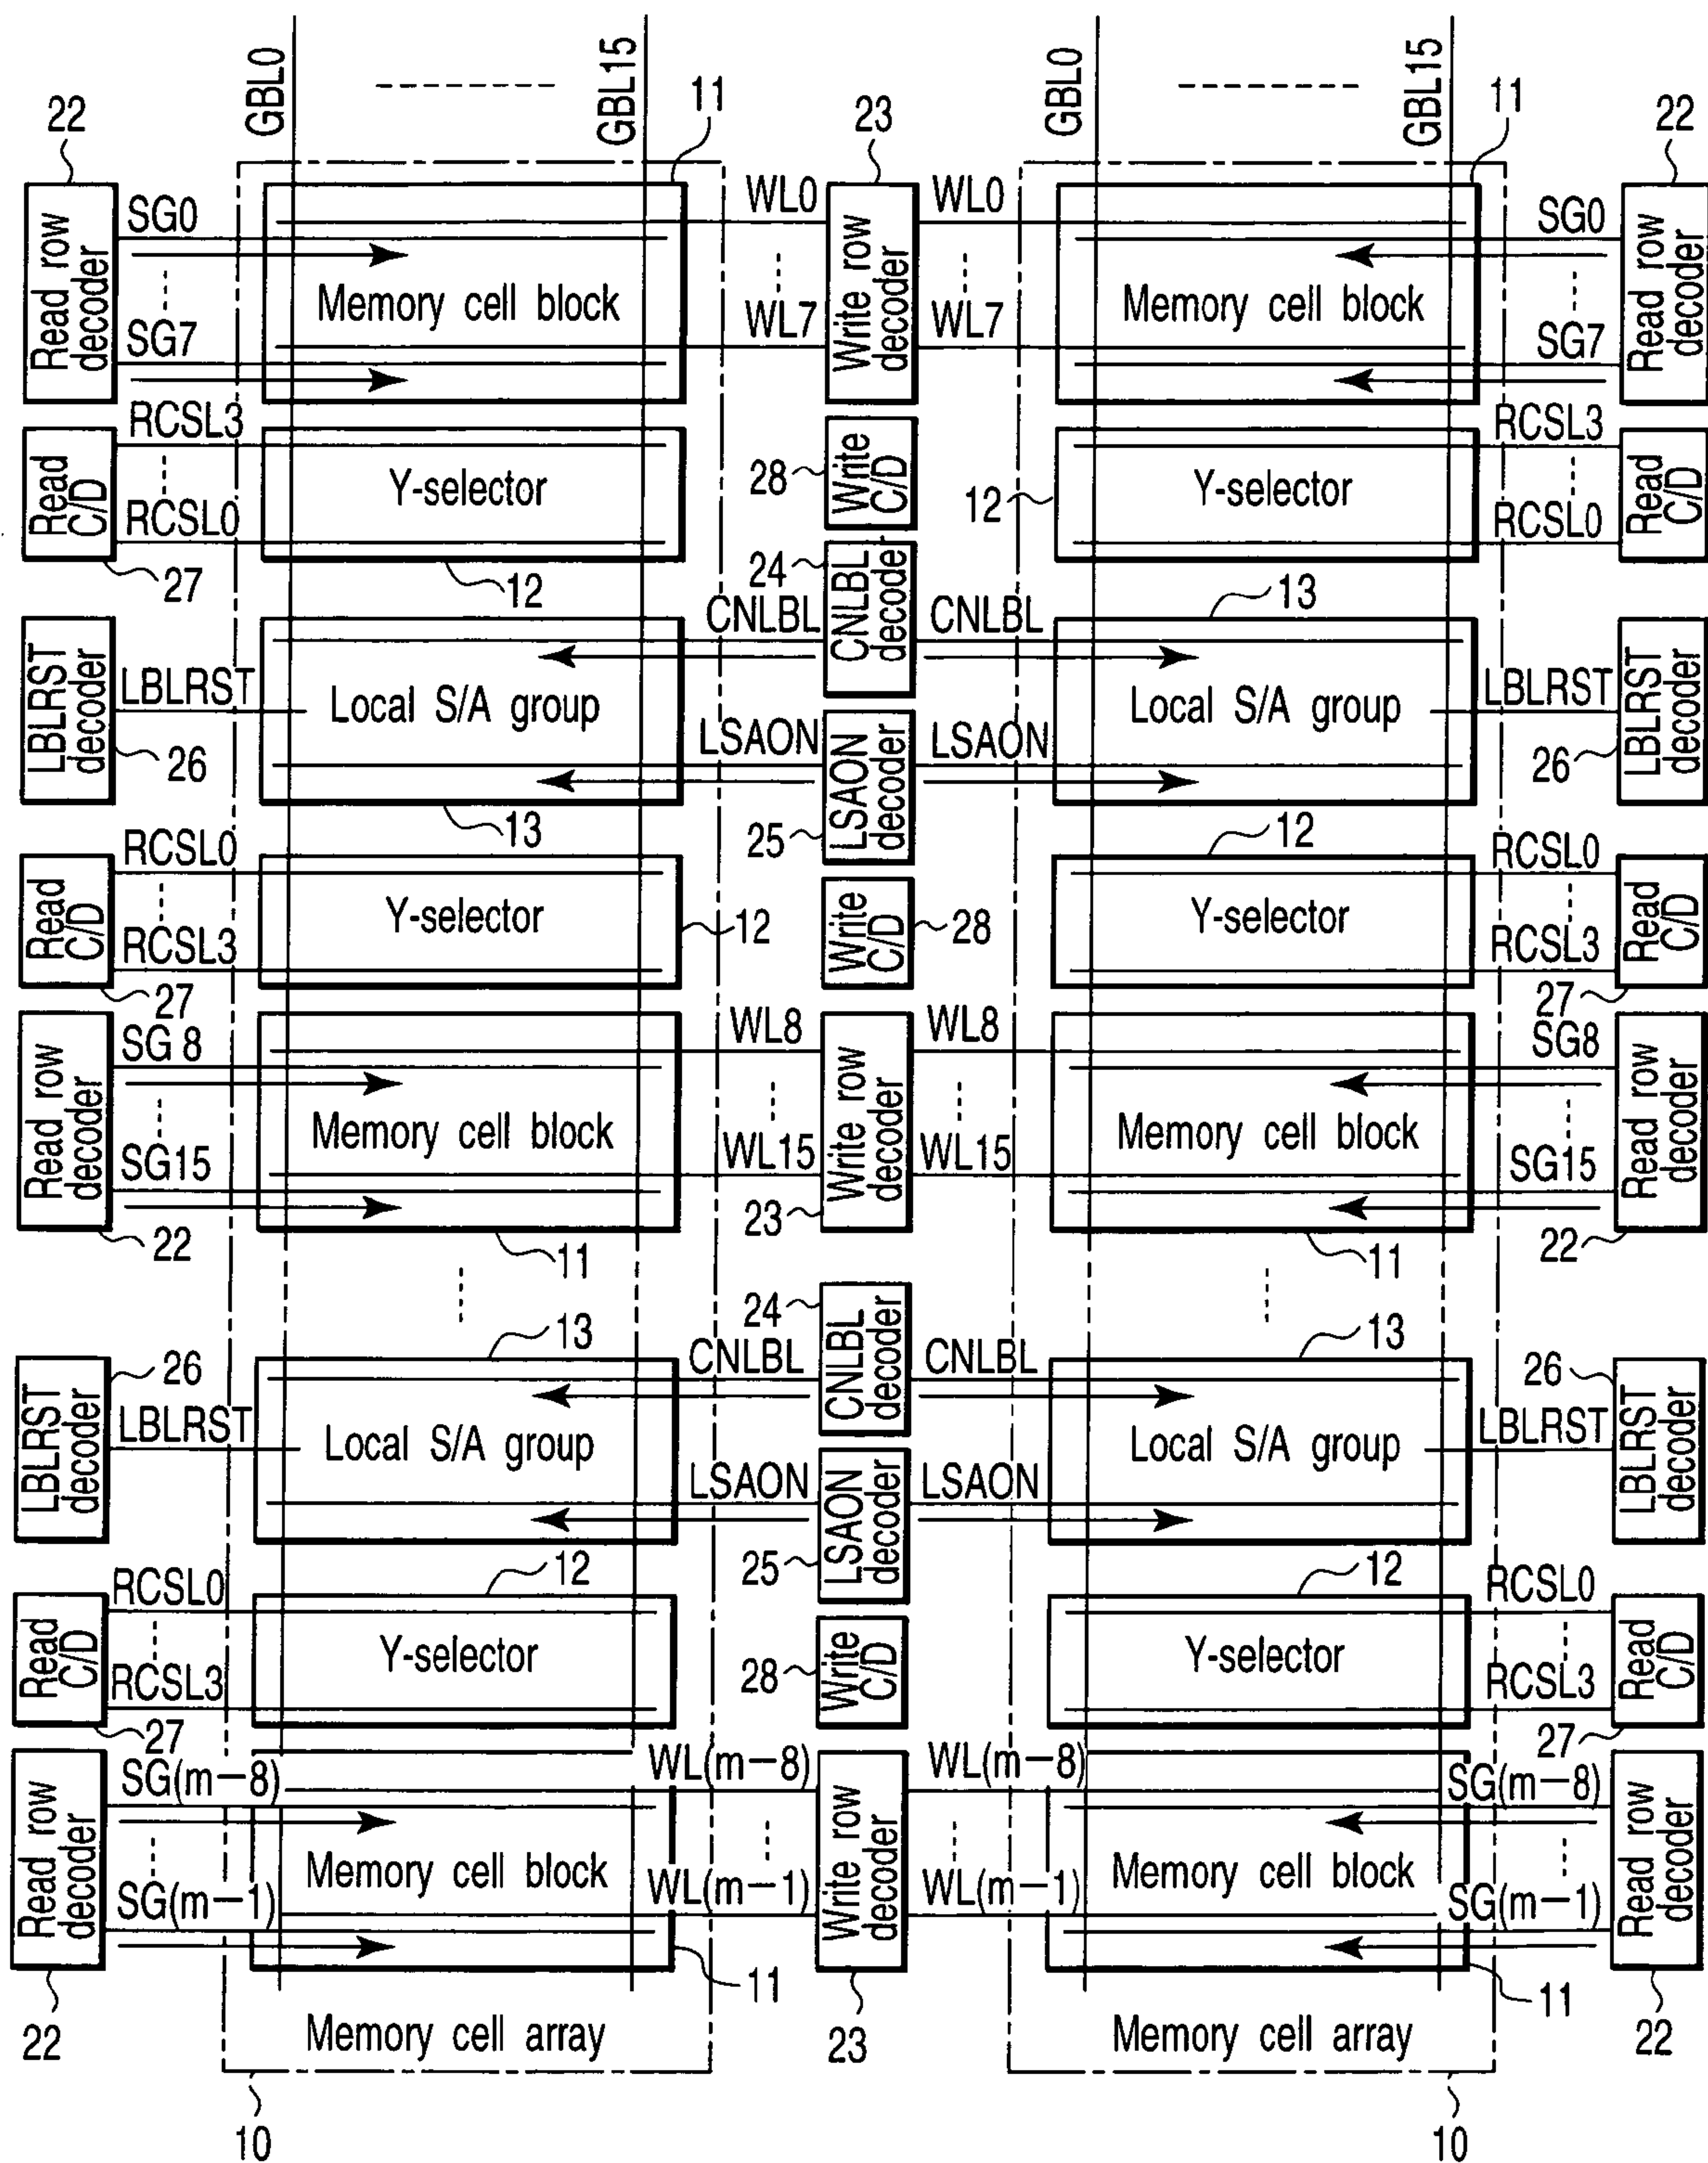 GBL0
GBL15
GBL0
GBL15
22
11
23
11
22
Read row
decoder
SG0
SG7
Memory cell block
WL0
WL7
Write row
decoder
WL0
WL7
Memory cell block
SG0
SG7
Read row
decoder
Read
C/D
RCSL3
RCSL0
27
Y-selector
12
28
Write
C/D
12
Y-selector
RCSL3
RCSL0
Read
C/D
24
CNLBL
decoder
CNLBL
CNLBL
13
LBLRST
decoder
LBLRST
26
Local S/A group
13
LSAON
LSAON
decoder
25
LSAON
Local S/A group
LBLRST
26
LBLRST
decoder
Read
C/D
RCSL0
RCSL3
27
Y-selector
12
Write
C/D
28
12
Y-selector
RCSL0
RCSL3
27
Read
C/D
Read row
decoder
SG 8
SG15
22
Memory cell block
11
WL8
WL15
Write row
decoder
23
WL8
WL15
Memory cell block
11
SG8
SG15
22
Read row
decoder
26
LBLRST
decoder
LBLRST
13
Local S/A group
CNLBL
24
CNLBL
decoder
CNLBL
LSAON
25
LSAON
decoder
LSAON
13
Local S/A group
LBLRST
26
LBLRST
decoder
Read
C/D
RCSL0
RCSL3
27
12
Y-selector
28
Write
C/D
12
Y-selector
RCSL0
RCSL3
27
Read
C/D
Read row
decoder
SG(m−8)
SG(m−1)
22
Memory cell block
11
WL(m−8)
WL(m−1)
Write row
decoder
23
WL(m−8)
WL(m−1)
Memory cell block
11
SG(m−8)
SG(m−1)
Read row
decoder
22
Memory cell array
Memory cell array
10
10